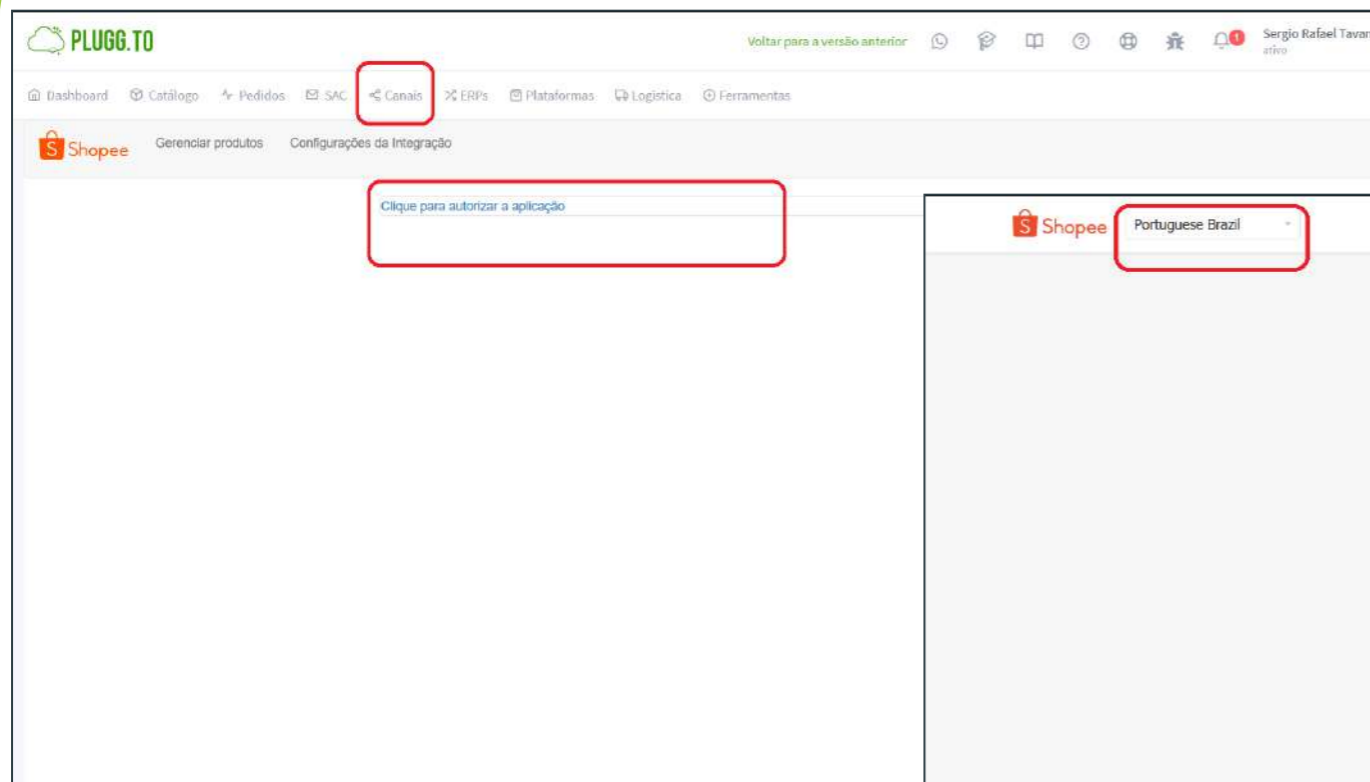 PLUGG.TO
Voltar para a versão anterior
1
Sergio Rafael Tavar
ativo
Dashboard Catálogo Pedidos SAC Canais ERPs Plataformas Logística Ferramentas
S Shopee Gerenciar produtos Configurações da Integração
Clique para autorizar a aplicação
S Shopee Portuguese Brazil